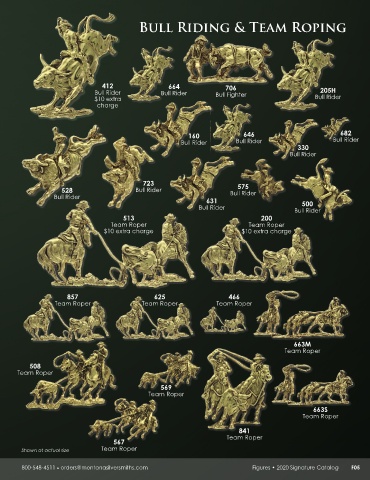 BULL RIDING & TEAM ROPING
412
Bull Rider
$10 extra
charge
664
Bull Rider
706
Bull Fighter
205H
Bull Rider
160
Bull Rider
646
Bull Rider
330
Bull Rider
682
Bull Rider
528
Bull Rider
723
Bull Rider
631
Bull Rider
575
Bull Rider
500
Bull Rider
513
Team Roper
$10 extra charge
200
Team Roper
$10 extra charge
857
Team Roper
625
Team Roper
466
Team Roper
663M
Team Roper
508
Team Roper
569
Team Roper
663S
Team Roper
567
Team Roper
841
Team Roper
Shown at actual size
800-548-4511 • orders@montanasilversmiths.com
Figures • 2020 Signature Catalog F05